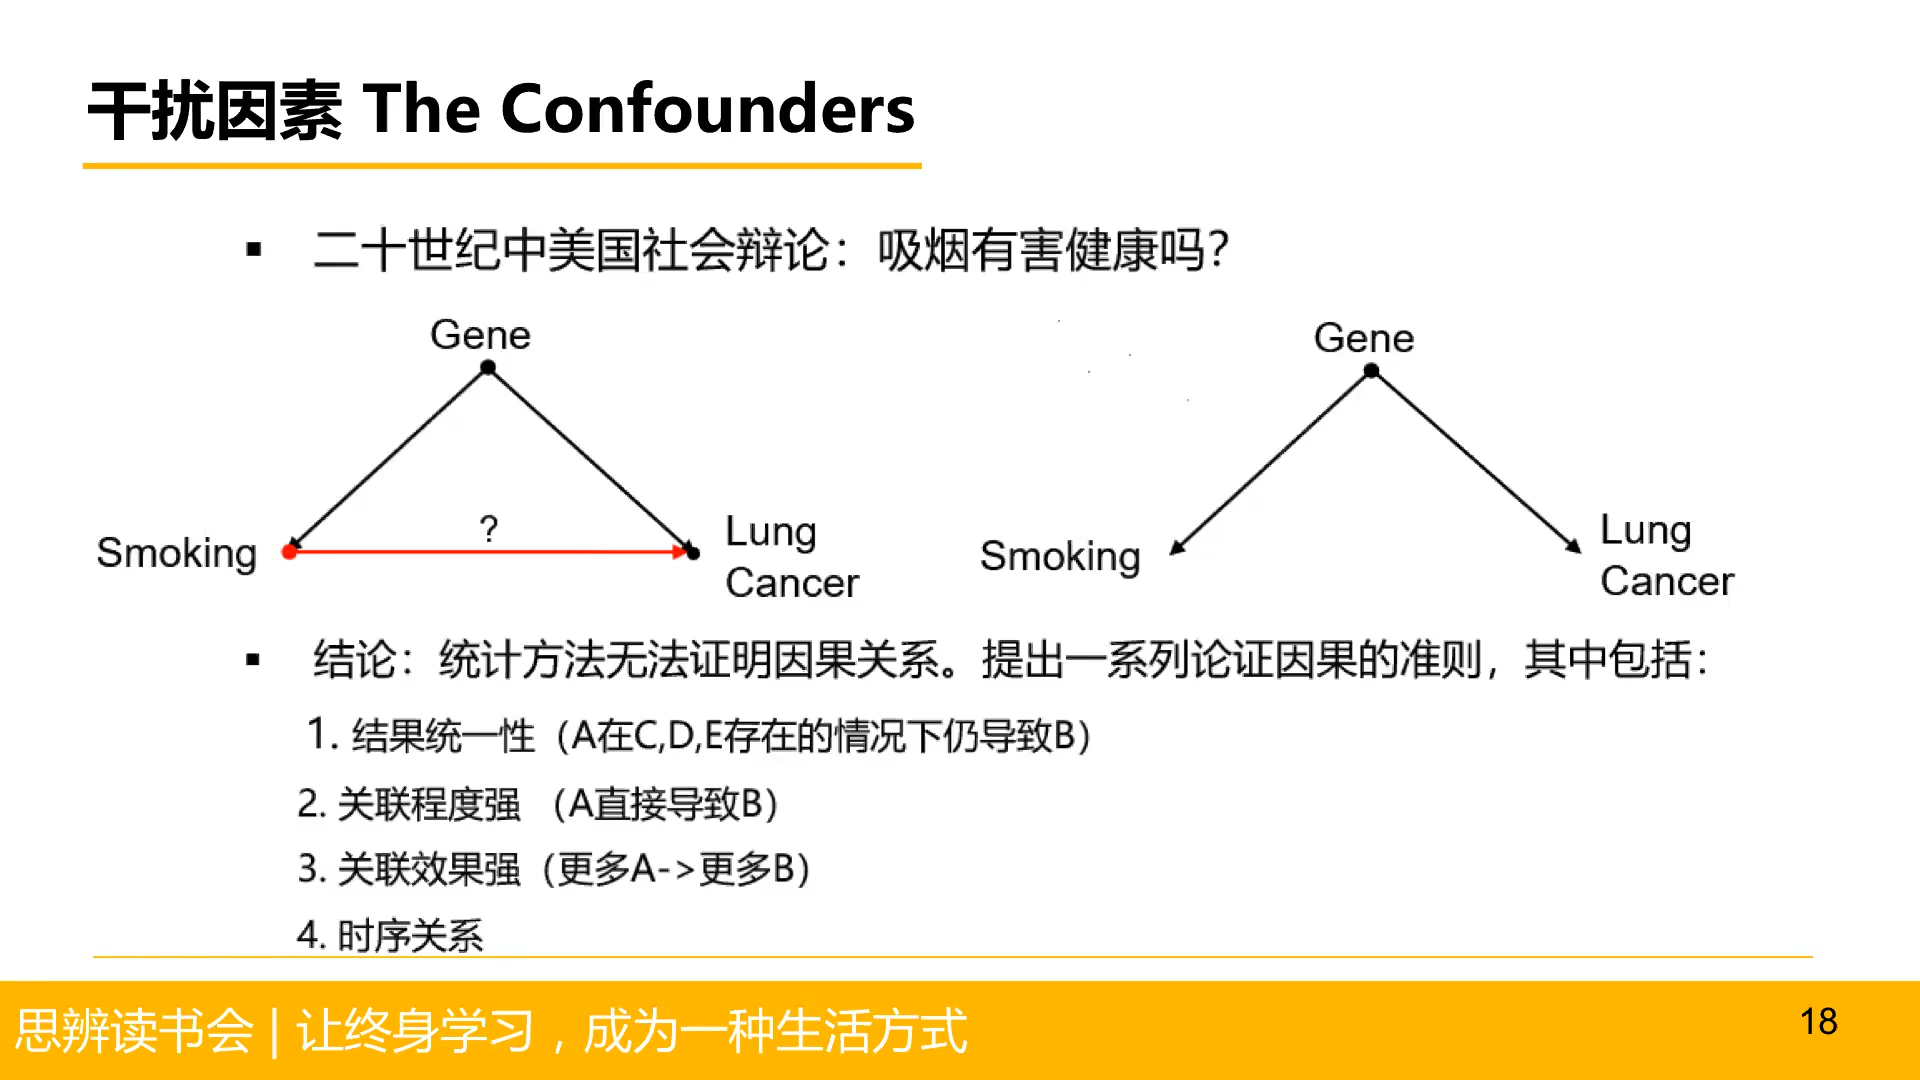 干扰因素 The Confounders
▪ 二十世纪中美国社会辩论：吸烟有害健康吗?
Gene
?
Smoking
Lung
Cancer
Gene
Smoking
Lung
Cancer
▪ 结论：统计方法无法证明因果关系。提出一系列论证因果的准则，其中包括：
1. 结果统一性（A在C,D,E存在的情况下仍导致B）
2. 关联程度强 （A直接导致B）
3. 关联效果强（更多A->更多B）
4. 时序关系
思辨读书会 | 让终身学习，成为一种生活方式
18